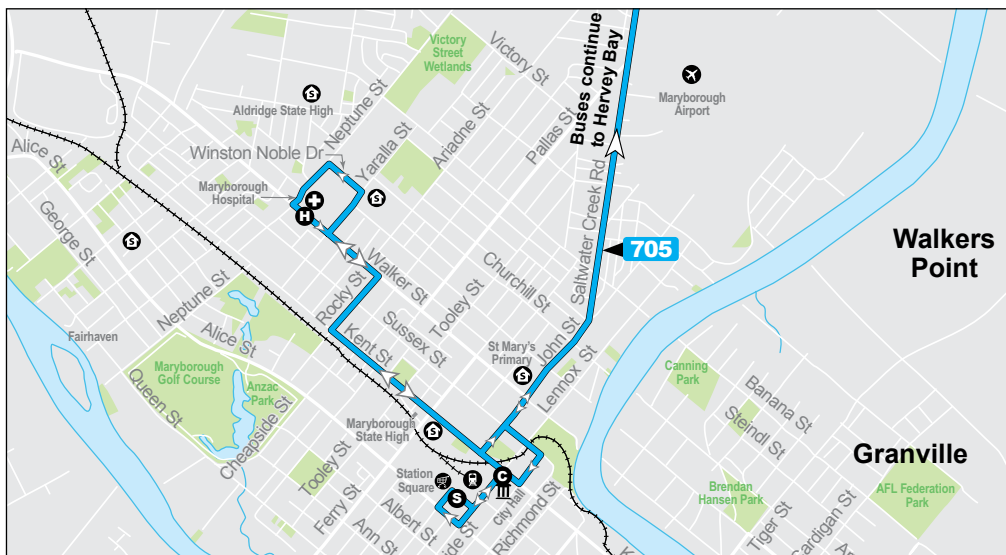 Victory
Street
Wetlands
Victory St
Buses continue
to Hervey Bay
Maryborough
Airport
Aldridge State High
Neptune St
Yaralla St
Ariadne St
Pallas St
Winston Noble Dr
Alice St
Maryborough
Hospital
H
George St
Walker St
Saltwater Creek Rd
705
Walkers
Point
Neptune St
Rocky St
Tooley St
Churchill St
Fairhaven
Alice St
Kent St
Sussex St
St Mary's
Primary
John St
Lennox St
Maryborough
Golf Course
Anzac
Park
Canning
Park
Queen St
Cheapside St
Banana St
Steindl St
Maryborough
State High
Tooley St
Station
Square
S
C
City Hall
Richmond St
Granville
Ferry St
Albert St
Ann St
side St
Brendan
Hansen Park
AFL Federation
Park
Tiger St
Cardigan St
K
A